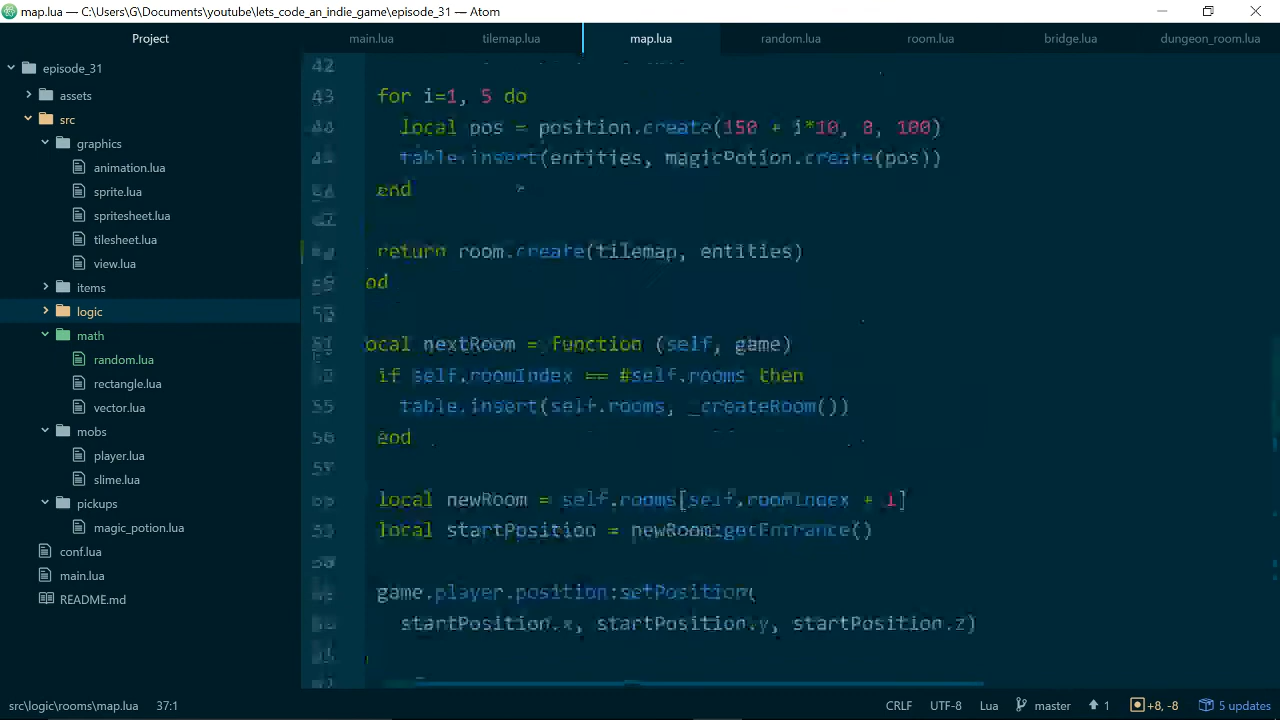 map.lua — C:\Users\G\Documents\youtube\lets_code_an_indie_game\episode_31 — Atom
Project
main.lua
tilemap.lua
map.lua
random.lua
room.lua
bridge.lua
dungeon_room.lua
episode_31
assets
src
graphics
animation.lua
sprite.lua
spritesheet.lua
tilesheet.lua
view.lua
items
logic
math
random.lua
rectangle.lua
vector.lua
mobs
player.lua
slime.lua
pickups
magic_potion.lua
conf.lua
main.lua
README.md
42
43 for i=1, 5 do
local pos = position.create(150 + i*10, 0, 100)
table.insert(entities, magicPotion.create(pos))
end
return room.create(tilemap, entities)
local nextRoom = function (self, game)
if self.roomIndex == #self.rooms then
table.insert(self.rooms, _createRoom())
end
local newRoom = self.rooms[self.roomIndex + 1]
local startPosition = newRoom:getEntrance()
game.player.position:setPosition(
startPosition.x, startPosition.y, startPosition.z)
src\logic\rooms\map.lua 37:1
CRLF UTF-8 Lua master 1 +8, -8 5 updates